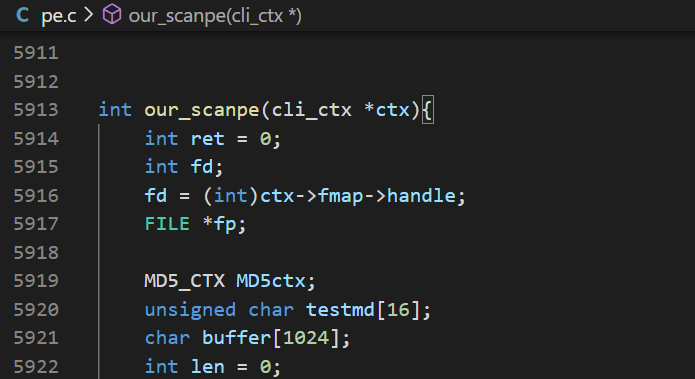 C pe.c > our_scanpe(cli_ctx *)
5911
5912
5913 int our_scanpe(cli_ctx *ctx){
5914 int ret = 0;
5915 int fd;
5916 fd = (int)ctx->fmap->handle;
5917 FILE *fp;
5918
5919 MD5_CTX MD5ctx;
5920 unsigned char testmd[16];
5921 char buffer[1024];
5922 int len = 0;